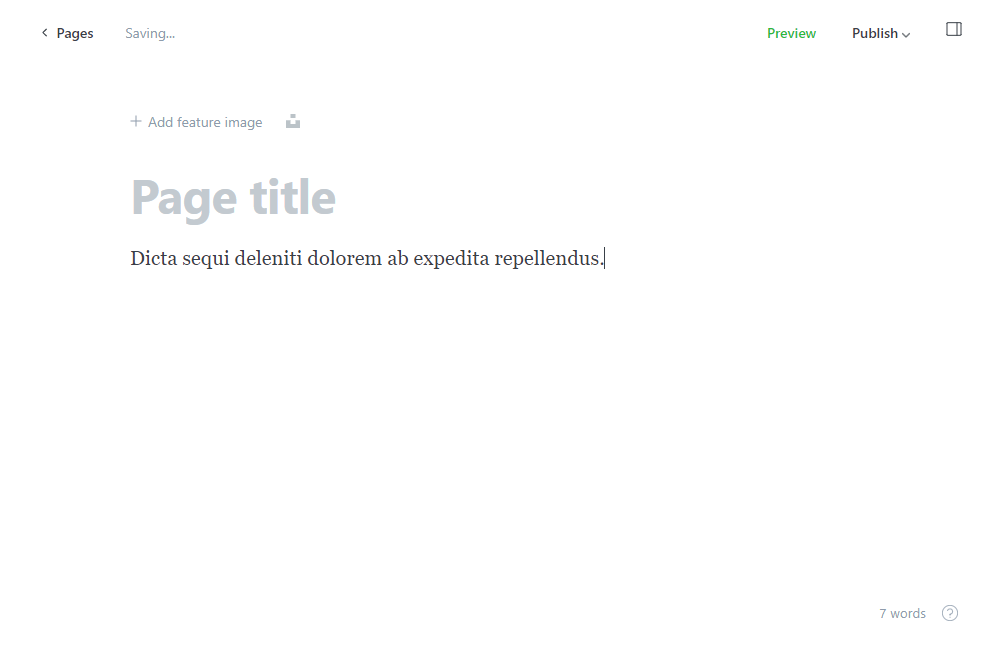 Pages
Saving...
Preview
Publish
Add feature image
Page title
Dicta sequi deleniti dolorem ab expedita repellendus.
7 words